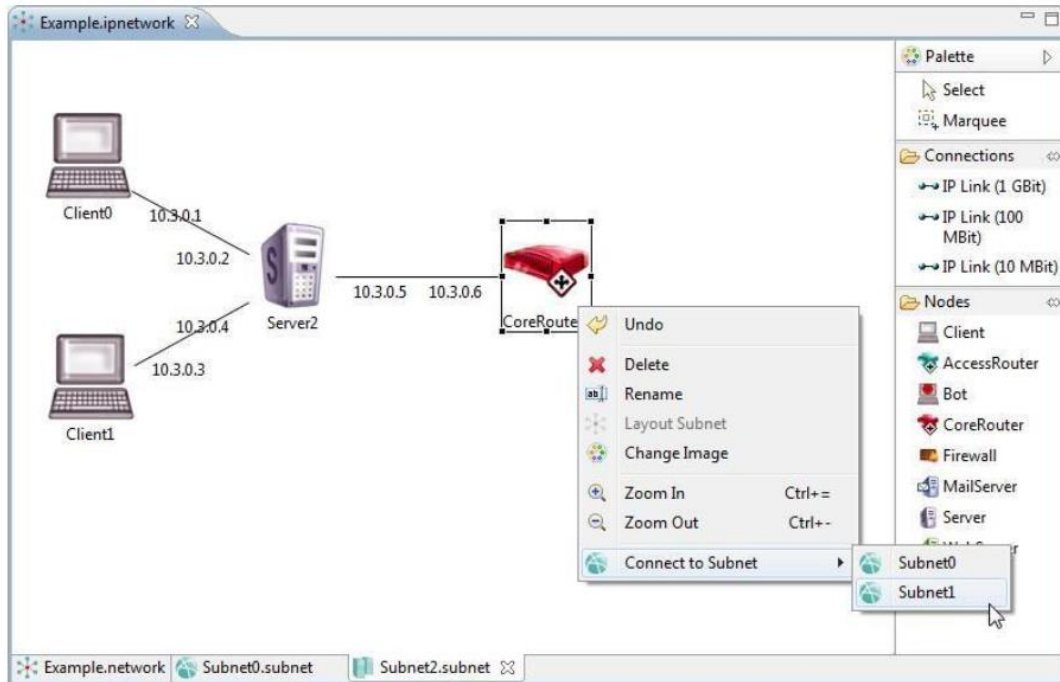 Example.ipnetwork
Palette
Select
Marquee
Connections
IP Link (1 GBit)
IP Link (100
MBit)
IP Link (10 MBit)
Nodes
Client
AccessRouter
Bot
CoreRouter
Firewall
MailServer
Server
Client0
10.3.0.1
10.3.0.2
S
Server2
10.3.0.5
10.3.0.6
10.3.0.4
10.3.0.3
Client1
CoreRoute
Undo
Delete
ab
Rename
Layout Subnet
Change Image
Zoom In Ctrl+=
Zoom Out Ctrl+-
Connect to Subnet
Subnet0
Subnet1
Example.network
Subnet0.subnet
Subnet2.subnet